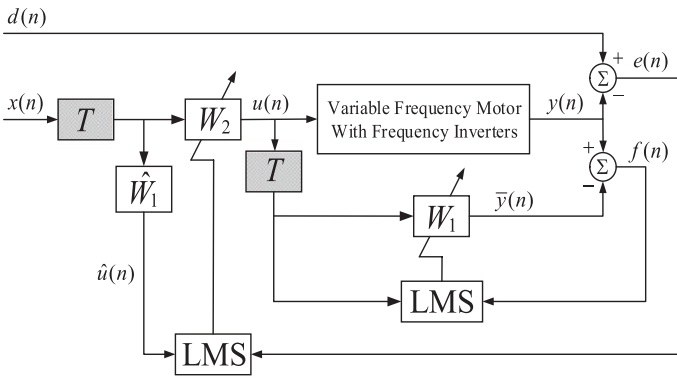 d(n)
+
e(n)
Σ
−
x(n)
T
W₂
u(n)
Variable Frequency Motor
With Frequency Inverters
y(n)
T
+
f(n)
Σ
−
Ŵ₁
W₁
ȳ(n)
û(n)
LMS
LMS